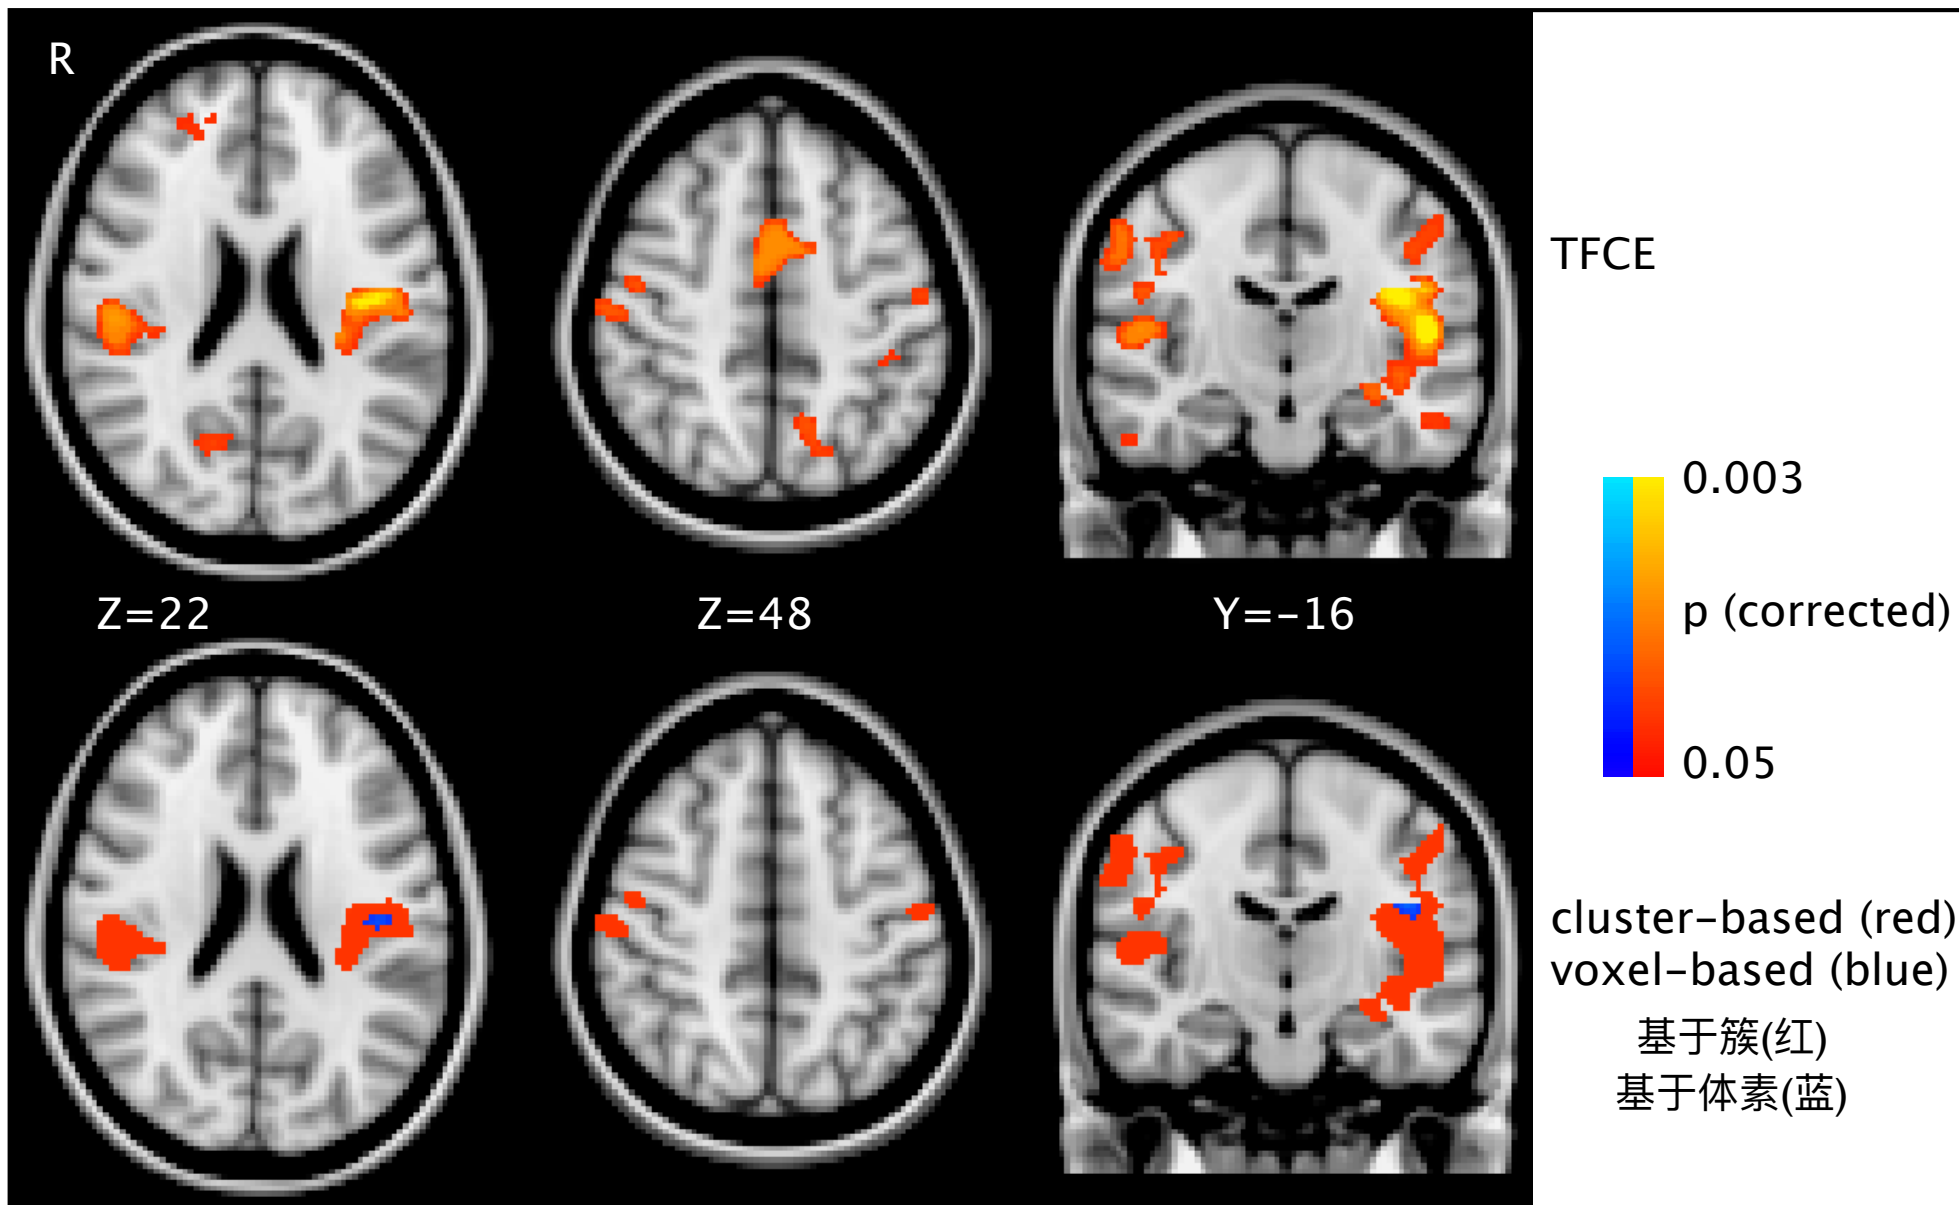 R
TFCE
0.003
Z=22
Z=48
Y=-16
p (corrected)
0.05
cluster-based (red)
voxel-based (blue)
基于簇(红)
基于体素(蓝)